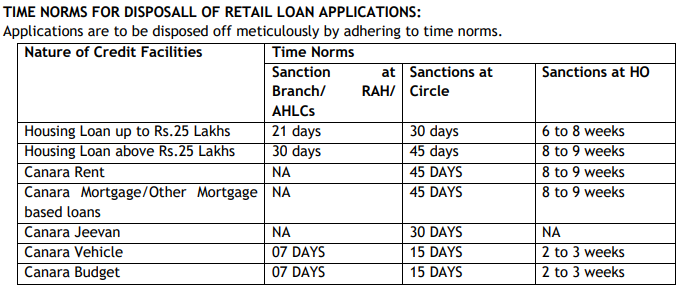 TIME NORMS FOR DISPOSALL OF RETAIL LOAN APPLICATIONS:
Applications are to be disposed off meticulously by adhering to time norms.
Nature of Credit Facilities Time Norms
Sanction at Sanctions at Sanctions at HO
Branch/ RAH/ Circle
AHLCs
Housing Loan up to Rs.25 Lakhs 21 days 30 days 6 to 8 weeks
Housing Loan above Rs.25 Lakhs 30 days 45 days 8 to 9 weeks
Canara Rent NA 45 DAYS 8 to 9 weeks
Canara Mortgage/Other Mortgage NA 45 DAYS 8 to 9 weeks
based loans
Canara Jeevan NA 30 DAYS NA
Canara Vehicle 07 DAYS 15 DAYS 2 to 3 weeks
Canara Budget 07 DAYS 15 DAYS 2 to 3 weeks